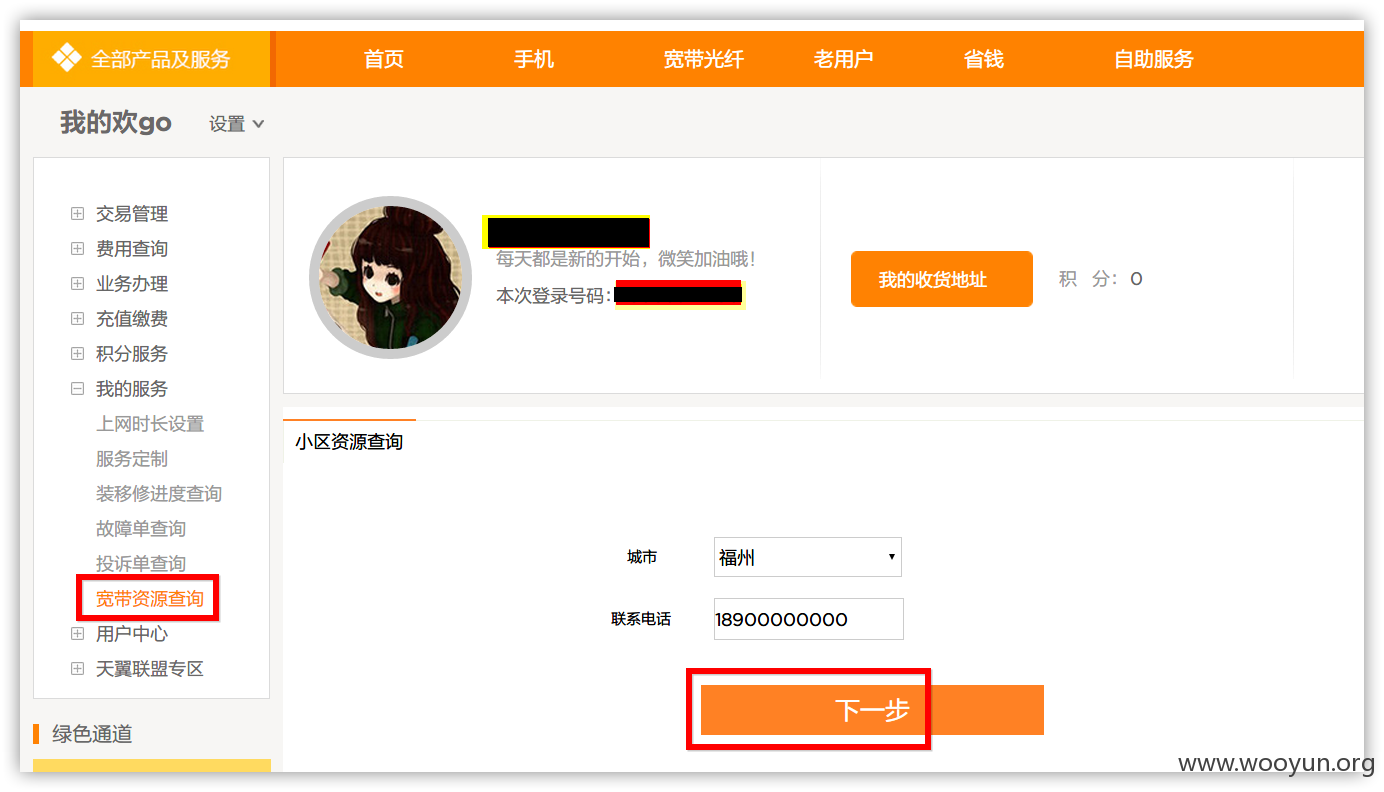 全部产品及服务 首页 手机 宽带光纤 老用户 省钱 自助服务
我的欢go 设置
交易管理
费用查询
业务办理
充值缴费
积分服务
我的服务
上网时长设置
服务定制
装移修进度查询
故障单查询
投诉单查询
宽带资源查询
用户中心
天翼联盟专区
绿色通道
每天都是新的开始，微笑加油哦！
本次登录号码：
我的收货地址 积 分：0
小区资源查询
城市 福州
联系电话 18900000000
下一步
www.wooyun.org